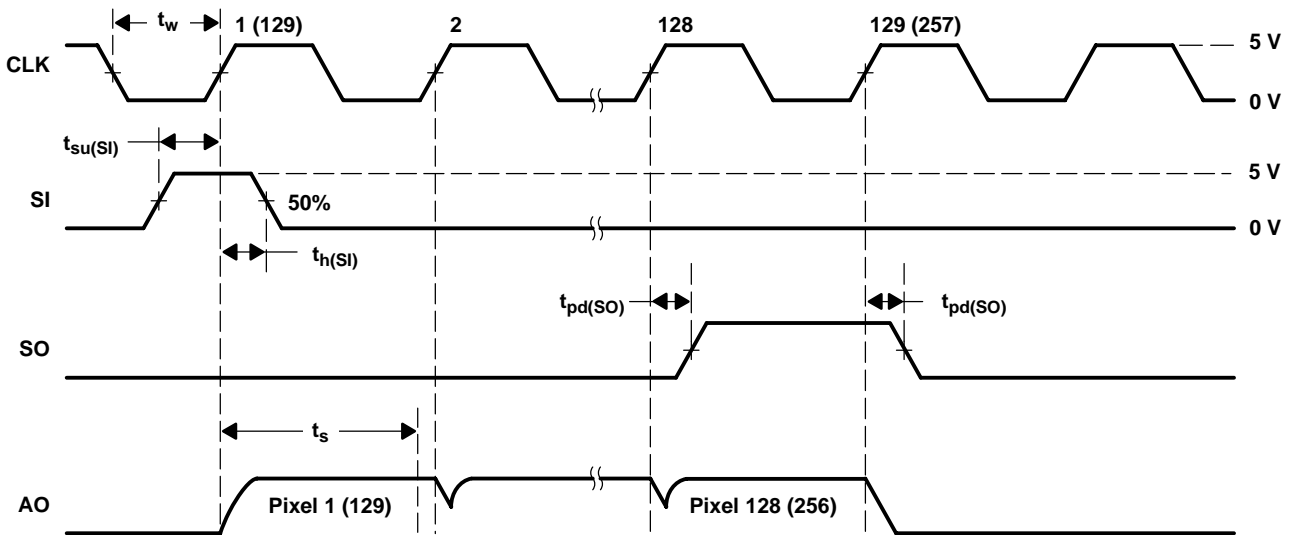 tw
1 (129)
2
128
129 (257)
5 V
CLK
0 V
tsu(SI)
5 V
SI
50%
0 V
th(SI)
tpd(SO)
tpd(SO)
SO
ts
AO
Pixel 1 (129)
Pixel 128 (256)